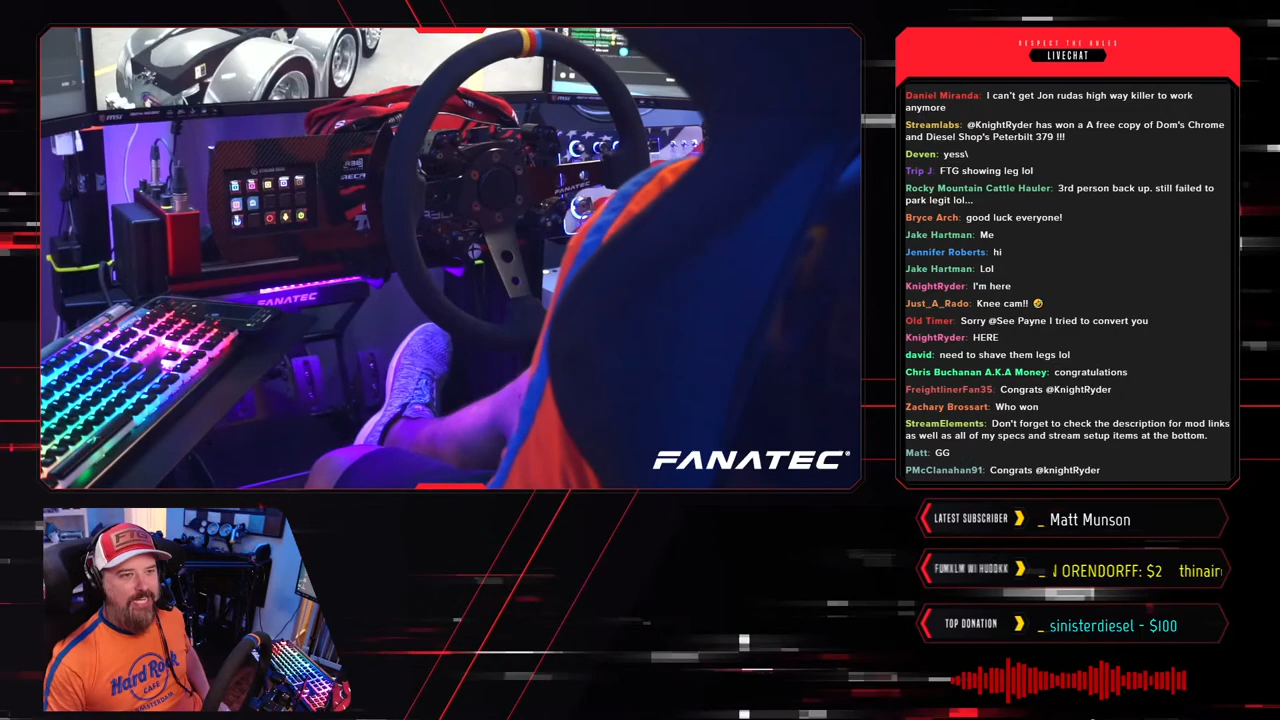 RESPECT THE RULES
LIVECHAT
Daniel Miranda: I can't get Jon rudas high way killer to work
anymore
Streamlabs: @KnightRyder has won a A free copy of Dom's Chrome
and Diesel Shop's Peterbilt 379 !!!
Deven: yess\
Trip J: FTG showing leg lol
Rocky Mountain Cattle Hauler: 3rd person back up. still failed to
park legit lol...
Bryce Arch: good luck everyone!
Jake Hartman: Me
Jennifer Roberts: hi
Jake Hartman: Lol
KnightRyder: I'm here
Just_A_Rado: Knee cam!! 🤣
Old Timer: Sorry @See Payne I tried to convert you
KnightRyder: HERE
david: need to shave them legs lol
Chris Buchanan A.K.A Money: congratulations
FreightlinerFan35: Congrats @KnightRyder
Zachary Brossart: Who won
StreamElements: Don't forget to check the description for mod links
as well as all of my specs and stream setup items at the bottom.
Matt: GG
PMcClanahan91: Congrats @knightRyder
LATEST SUBSCRIBER _ Matt Munson
_ ORENDORFF: $2 thinair
TOP DONATION _ sinisterdiesel - $100
msi
FANATEC
FANATEC
FANATEC®
FTG
Hard Rock
CAFE
AMSTERDAM